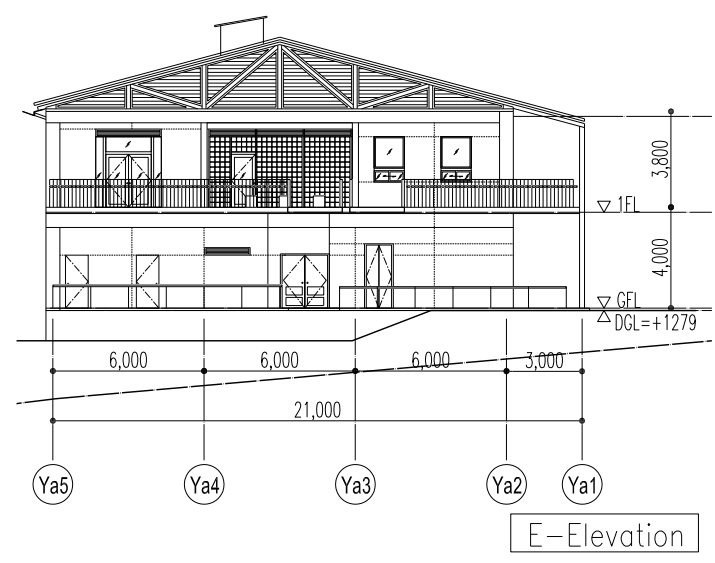 3,800
1FL
4,000
GFL
DGL=+1279
6,000 6,000 6,000 3,000
21,000
Ya5 Ya4 Ya3 Ya2 Ya1
E-Elevation